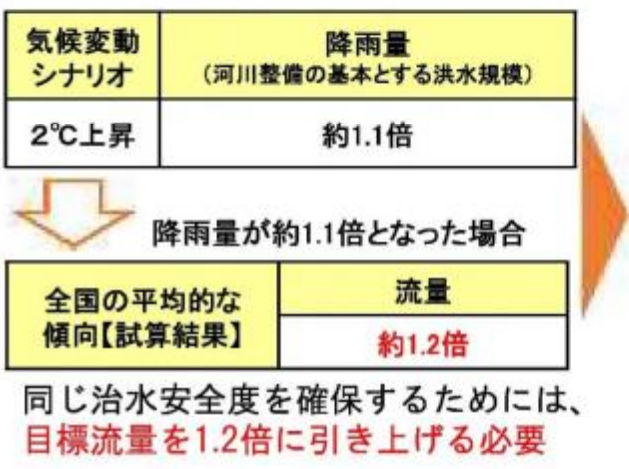 気候変動
シナリオ
降雨量
（河川整備の基本とする洪水規模）
2℃上昇
約1.1倍
降雨量が約1.1倍となった場合
全国の平均的な
傾向【試算結果】
流量
約1.2倍
同じ治水安全度を確保するためには、
目標流量を1.2倍に引き上げる必要